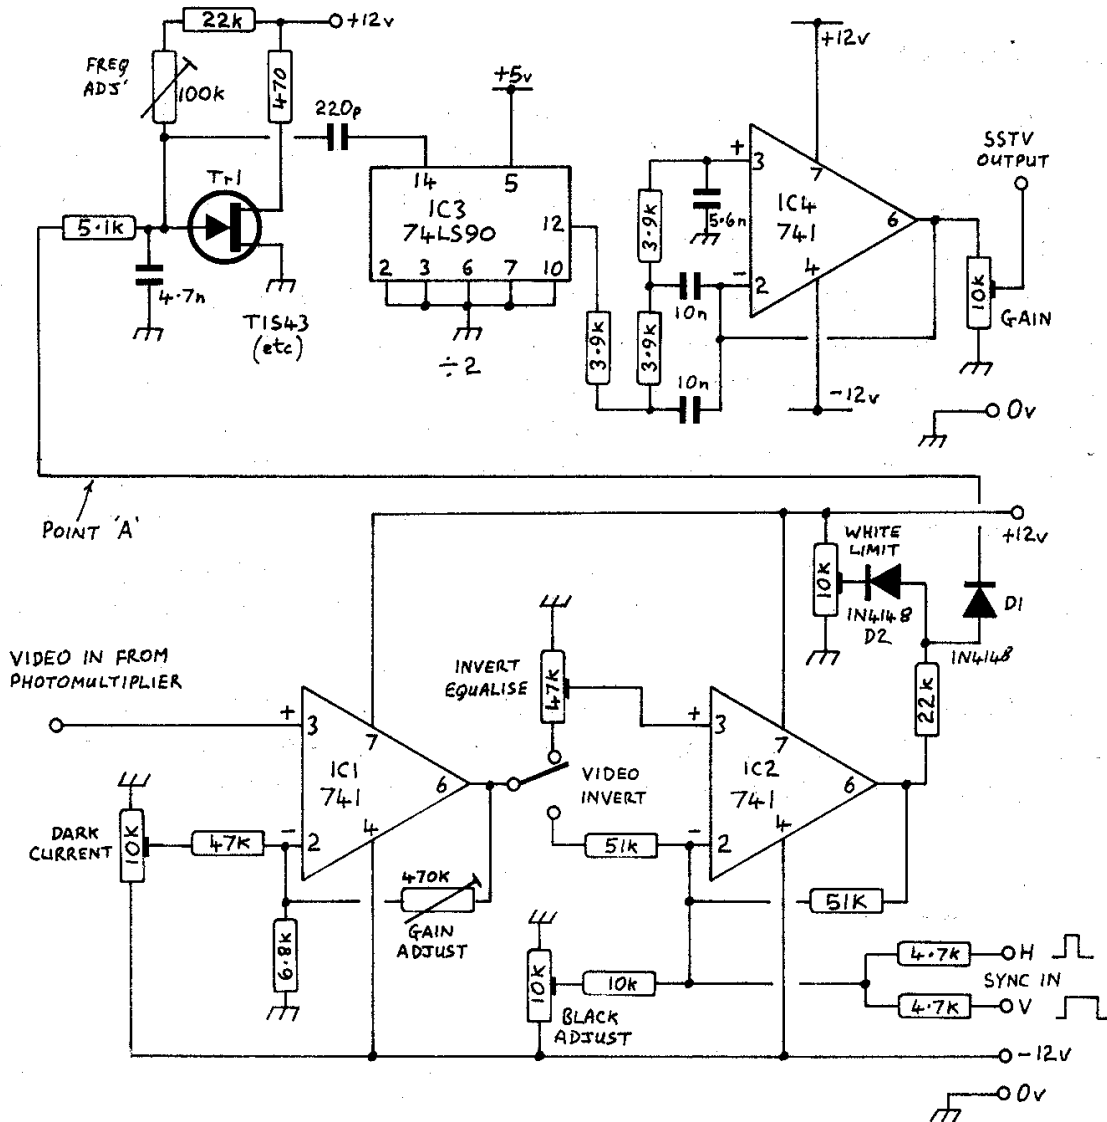 22k
+12v
FREQ
ADJ'
100k
470
220p
+5v
+12v
SSTV
OUTPUT
Tr1
5.1k
4.7n
TIS43
(etc)
14
5
IC3
74LS90
12
2 3 6 7 10
÷2
3.9k
3.9k
3.9k
5.6n
10n
10n
+
3
7
IC4
741
6
-
2
4
-12v
10k
GAIN
0v
POINT 'A'
+12v
WHITE
LIMIT
10k
1N4148
D2
D1
1N4148
22k
VIDEO IN FROM
PHOTOMULTIPLIER
+
3
7
IC1
741
6
-
2
4
DARK
CURRENT
10k
47k
470k
GAIN
ADJUST
6.8k
INVERT
EQUALISE
47k
VIDEO
INVERT
51k
+
3
7
IC2
741
6
-
2
4
51k
10k
10k
BLACK
ADJUST
4.7k
H
SYNC IN
4.7k
V
-12v
0v